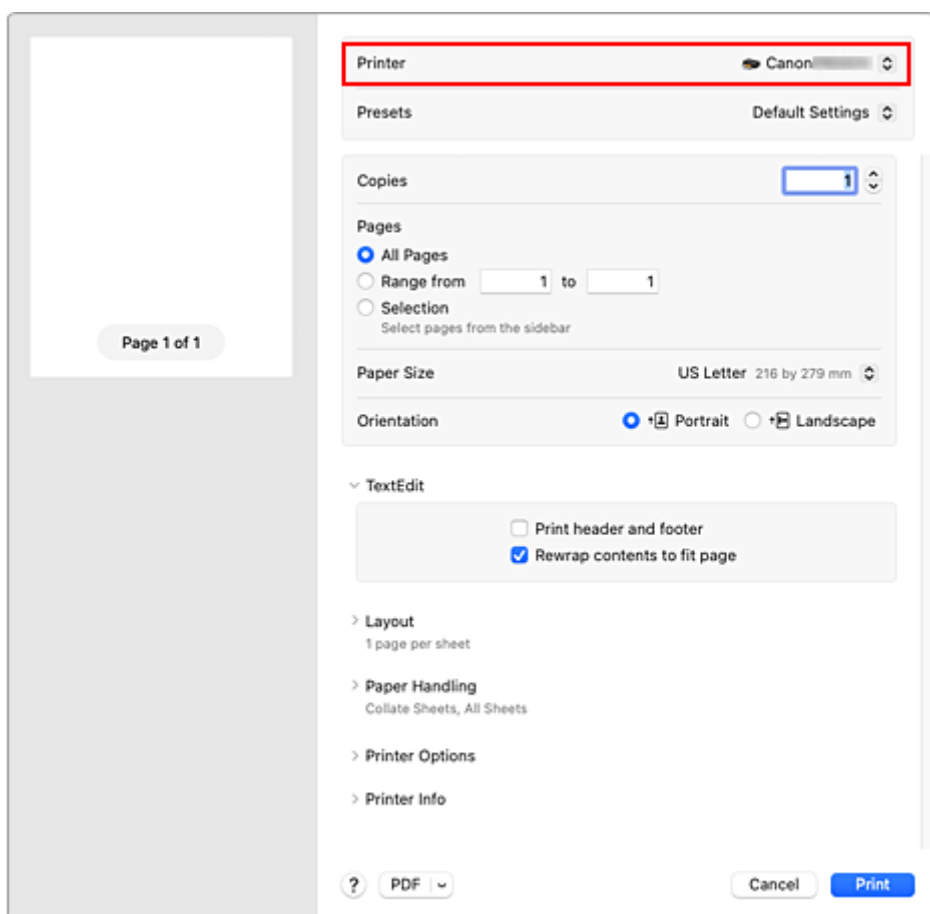 Printer Canon
Presets Default Settings
Copies 1
Pages
All Pages
Range from 1 to 1
Selection
Select pages from the sidebar
Page 1 of 1
Paper Size US Letter 216 by 279 mm
Orientation Portrait Landscape
TextEdit
Print header and footer
Rewrap contents to fit page
Layout
1 page per sheet
Paper Handling
Collate Sheets, All Sheets
Printer Options
Printer Info
? PDF Cancel Print